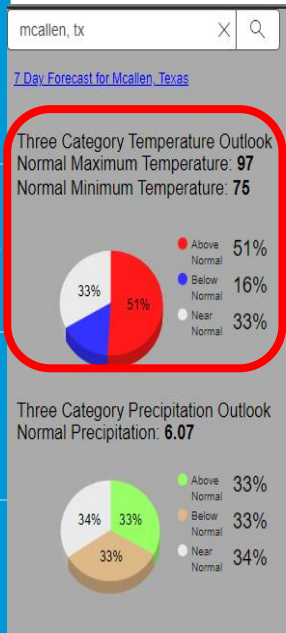 mcallen, tx
7 Day Forecast for Mcallen, Texas
Three Category Temperature Outlook
Normal Maximum Temperature: 97
Normal Minimum Temperature: 75
33%
51%
Above Normal 51%
Below Normal 16%
Near Normal 33%
Three Category Precipitation Outlook
Normal Precipitation: 6.07
34%
33%
33%
Above Normal 33%
Below Normal 33%
Near Normal 34%